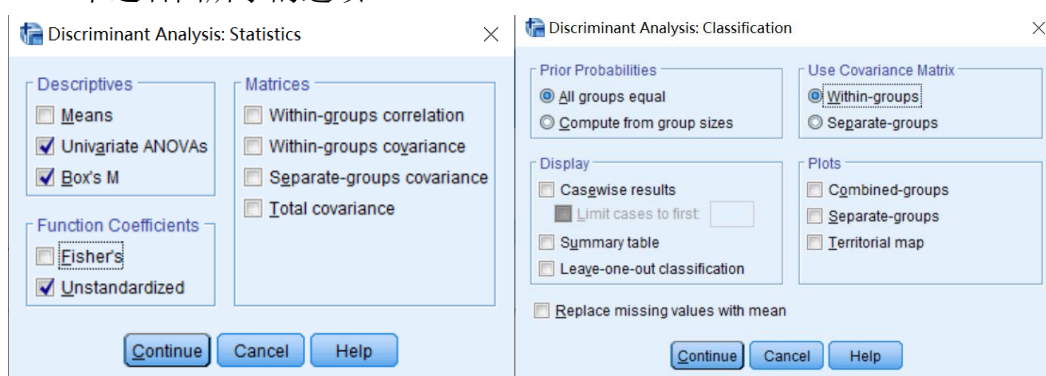 Discriminant Analysis: Statistics
Descriptives
Means
Univariate ANOVAs
Box's M
Function Coefficients
Fisher's
Unstandardized
Matrices
Within-groups correlation
Within-groups covariance
Separate-groups covariance
Total covariance
Continue Cancel Help
Discriminant Analysis: Classification
Prior Probabilities
All groups equal
Compute from group sizes
Use Covariance Matrix
Within-groups
Separate-groups
Display
Casewise results
Limit cases to first:
Summary table
Leave-one-out classification
Plots
Combined-groups
Separate-groups
Territorial map
Replace missing values with mean
Continue Cancel Help